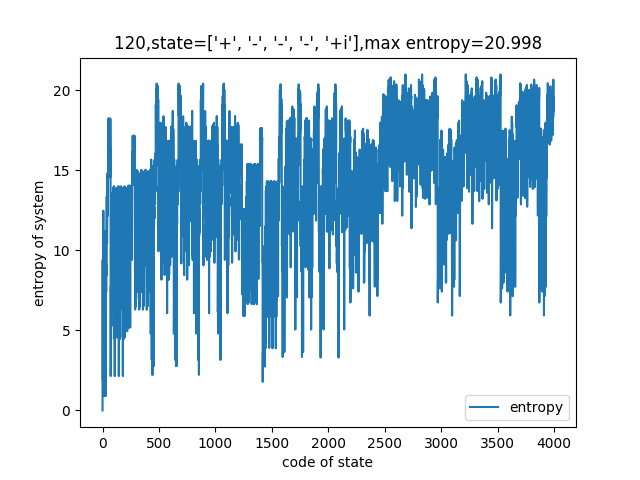 120,state=['+', '-', '-', '-', '+i'],max entropy=20.998
20
15
10
5
0
entropy of system
entropy
0 500 1000 1500 2000 2500 3000 3500 4000
code of state